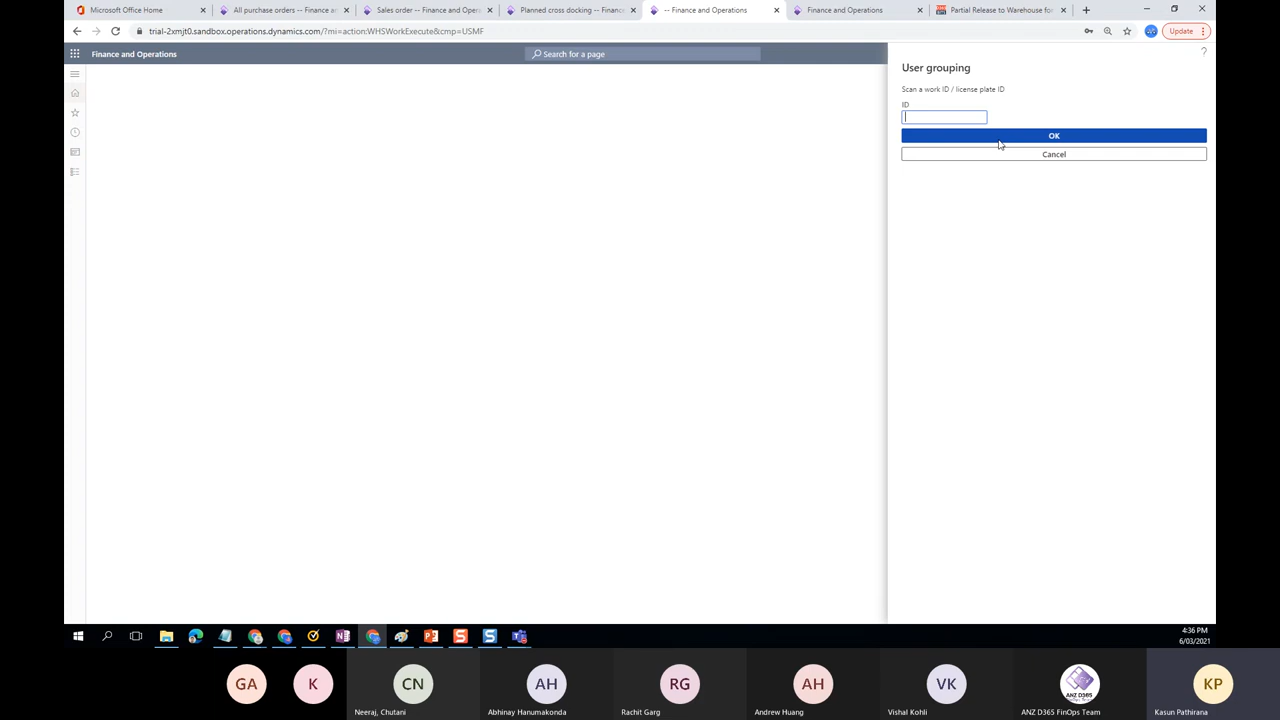 Microsoft Office Home
All purchase orders -- Finance an
Sales order -- Finance and Opera
Planned cross docking -- Finance
-- Finance and Operations
Finance and Operations
Partial Release to Warehouse fo
trial-2xmjt0.sandbox.operations.dynamics.com/?mi=action:WHSWorkExecute&cmp=USMF
Update
Finance and Operations
Search for a page
?
User grouping
Scan a work ID / license plate ID
ID
OK
Cancel
4:36 PM
6/03/2021
GA
K
CN
AH
RG
AH
VK
ANZ D365
KP
Neeraj, Chutani
Abhinay Hanumakonda
Rachit Garg
Andrew Huang
Vishal Kohli
ANZ D365 FinOps Team
Kasun Pathirana